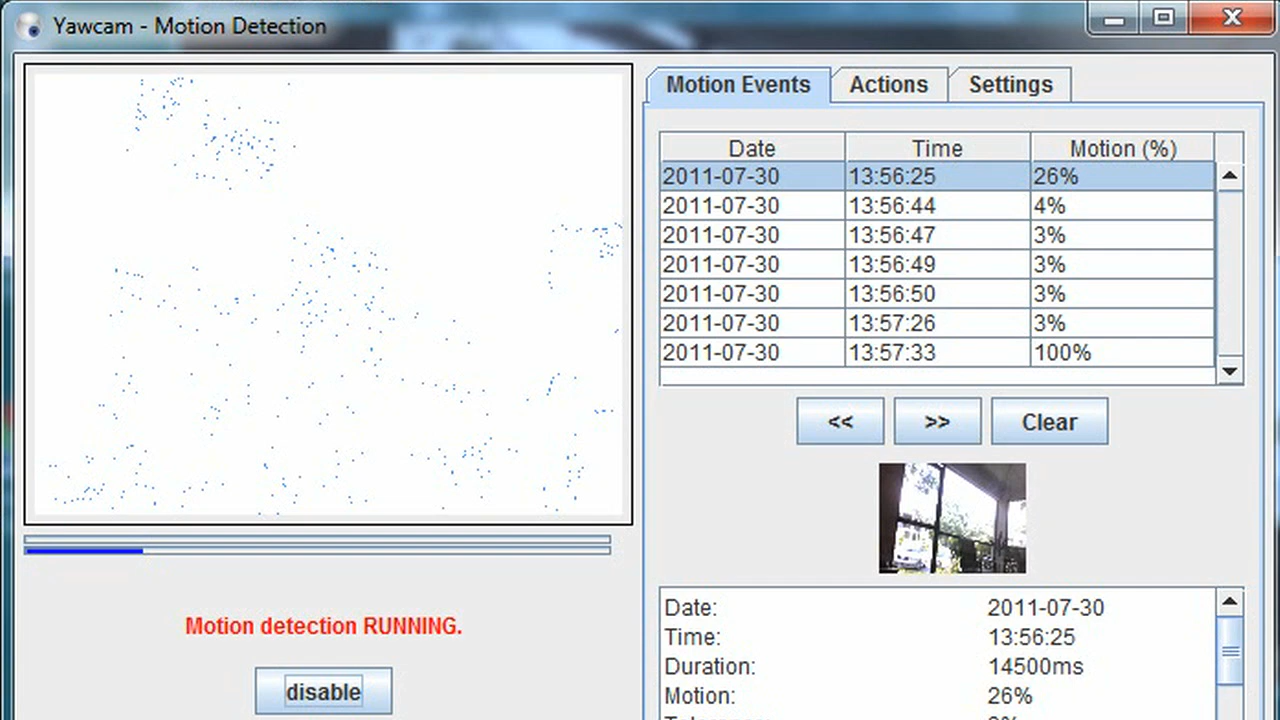 Yawcam - Motion Detection
Motion Events Actions Settings
Date Time Motion (%)
2011-07-30 13:56:25 26%
2011-07-30 13:56:44 4%
2011-07-30 13:56:47 3%
2011-07-30 13:56:49 3%
2011-07-30 13:56:50 3%
2011-07-30 13:57:26 3%
2011-07-30 13:57:33 100%
<< >> Clear
Date: 2011-07-30
Time: 13:56:25
Duration: 14500ms
Motion: 26%
Motion detection RUNNING.
disable